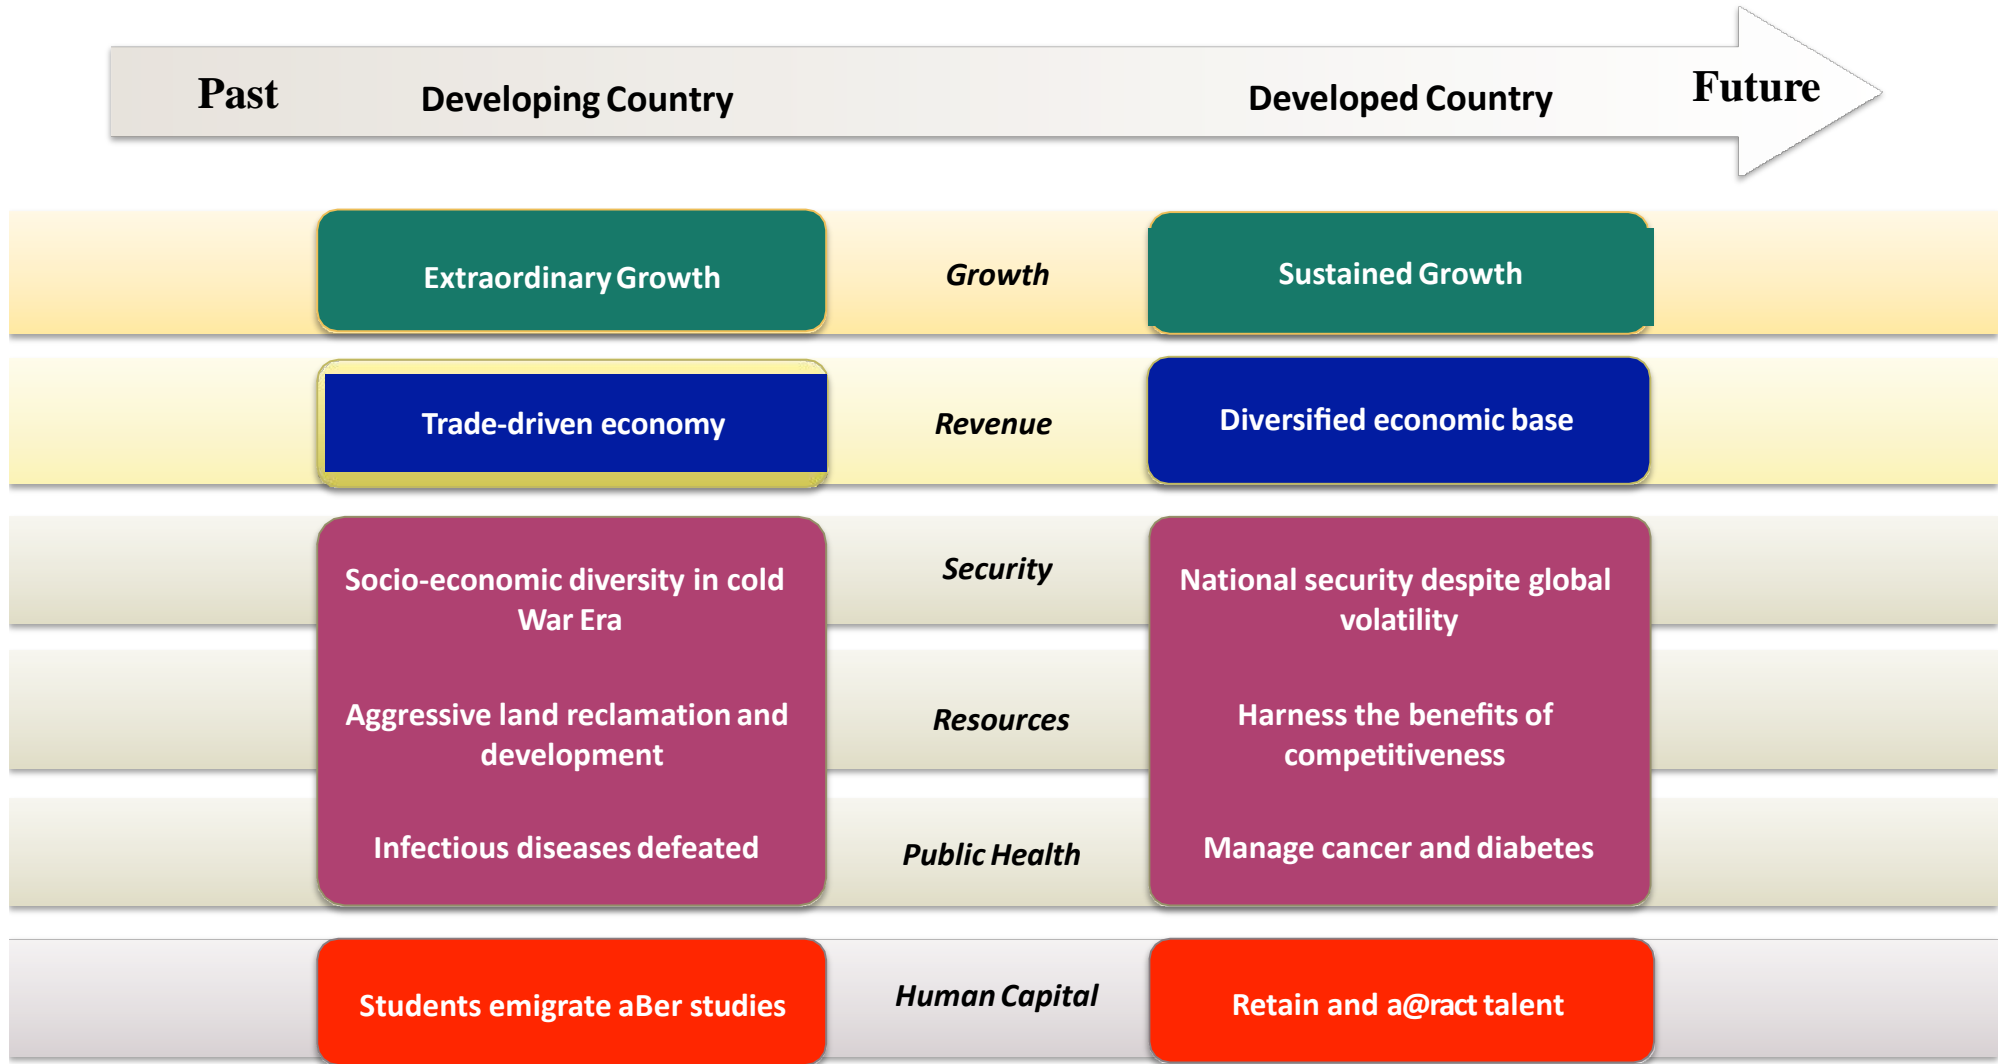 Past
Developing Country
Developed Country
Future
Extraordinary Growth
Growth
Sustained Growth
Trade-driven economy
Revenue
Diversified economic base
Socio-economic diversity in cold
War Era
Security
National security despite global
volatility
Aggressive land reclamation and
development
Resources
Harness the benefits of
competitiveness
Infectious diseases defeated
Public Health
Manage cancer and diabetes
Students emigrate aBer studies
Human Capital
Retain and a@ract talent